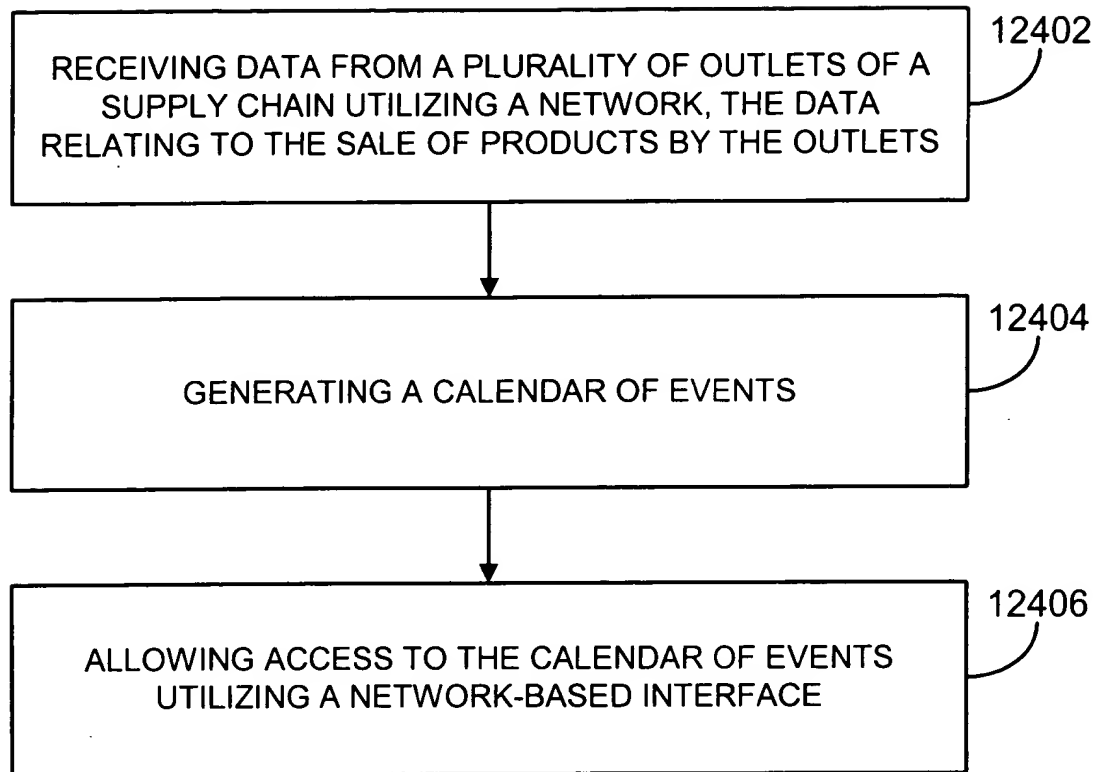 12402
RECEIVING DATA FROM A PLURALITY OF OUTLETS OF A
SUPPLY CHAIN UTILIZING A NETWORK, THE DATA
RELATING TO THE SALE OF PRODUCTS BY THE OUTLETS
12404
GENERATING A CALENDAR OF EVENTS
12406
ALLOWING ACCESS TO THE CALENDAR OF EVENTS
UTILIZING A NETWORK-BASED INTERFACE